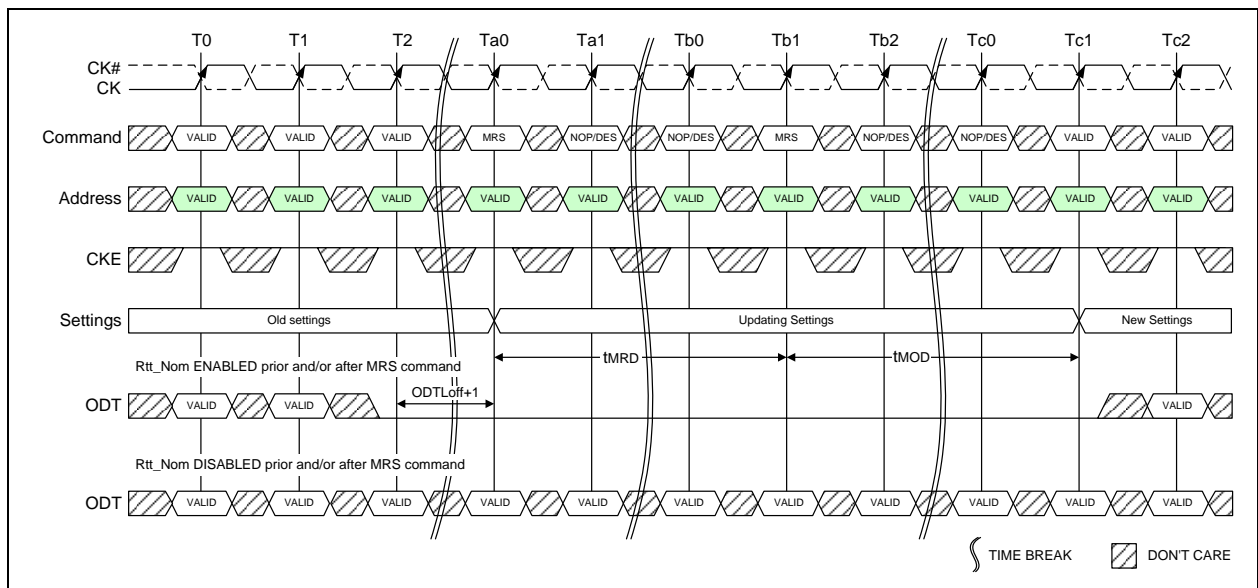 T0 T1 T2 Ta0 Ta1 Tb0 Tb1 Tb2 Tc0 Tc1 Tc2
CK#
CK
Command VALID VALID VALID MRS NOP/DES NOP/DES MRS NOP/DES NOP/DES VALID VALID
Address VALID VALID VALID VALID VALID VALID VALID VALID VALID VALID VALID
CKE
Settings Old settings Updating Settings New Settings
tMRD tMOD
Rtt_Nom ENABLED prior and/or after MRS command
ODTLoff+1
ODT VALID VALID VALID
Rtt_Nom DISABLED prior and/or after MRS command
ODT VALID VALID VALID VALID VALID VALID VALID VALID VALID VALID VALID
TIME BREAK DON'T CARE